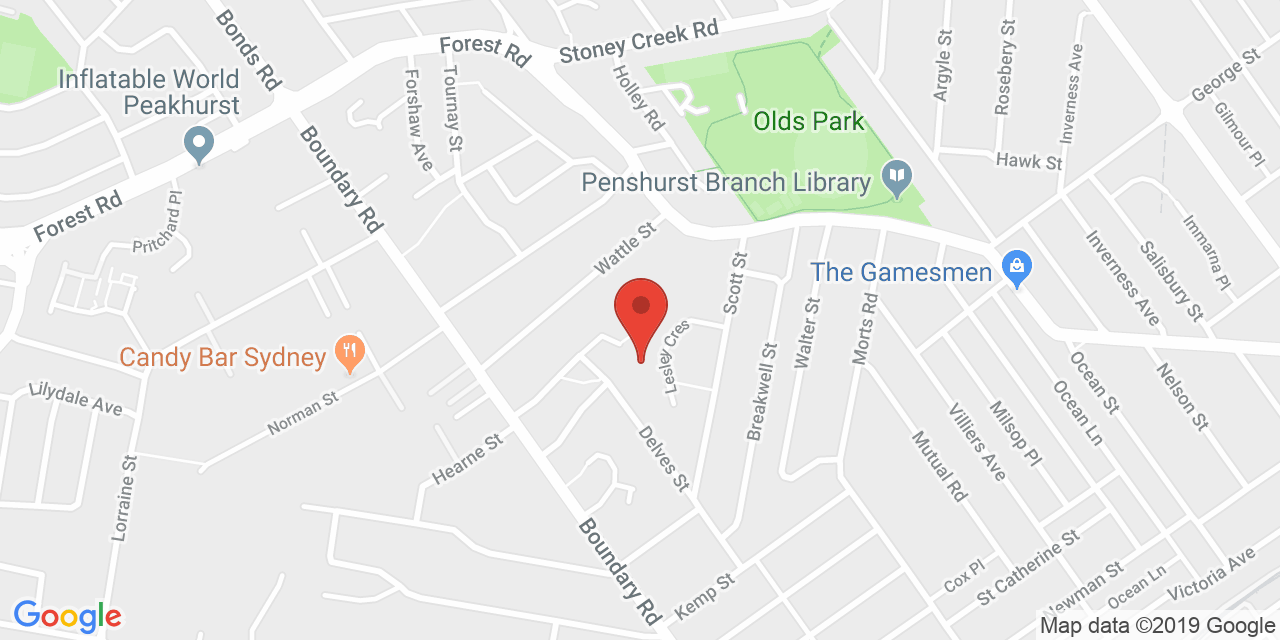 Bonds Rd
Forest Rd
Stoney Creek Rd
Inflatable World
Peakhurst
Forshaw Ave
Tournay St
Holley Rd
Olds Park
Argyle St
Rosebery St
Inverness Ave
George St
Gilmour Pl
Hawk St
Boundary Rd
Penshurst Branch Library
Forest Rd
Pritchard Pl
Wattle St
Scott St
The Gamesmen
Inverness Ave
Salisbury St
Immarna Pl
Candy Bar Sydney
Lesley Cres
Walter St
Morts Rd
Breakwell St
Lilydale Ave
Norman St
Hearne St
Delves St
Lorraine St
Mutual Rd
Villiers Ave
Milsop Pl
Ocean St
Ocean Ln
Nelson St
Boundary Rd
Kemp St
Cox Pl
St Catherine St
Newman St
Ocean Ln
Victoria Ave
Google
Map data ©2019 Google